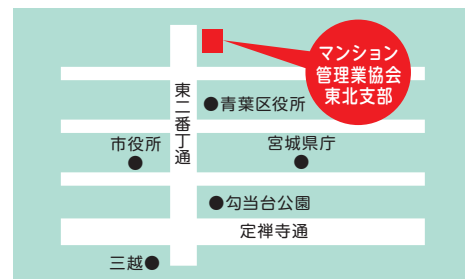 マンション
管理業協会
東北支部
東二番丁通
●青葉区役所
市役所
宮城県庁
●勾当台公園
定禅寺通
三越●